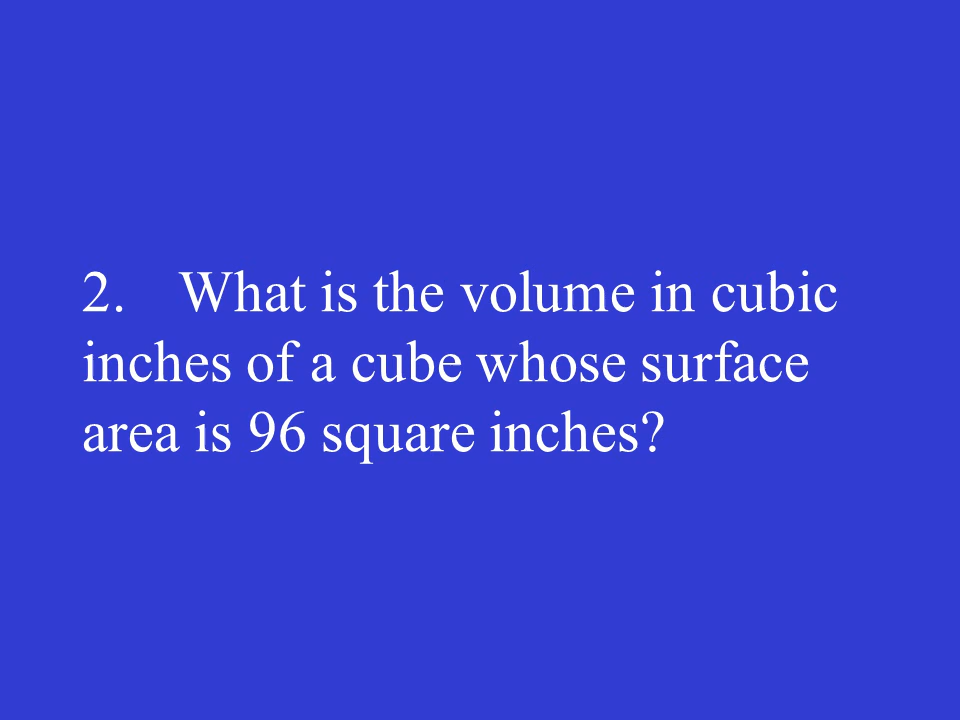 2. What is the volume in cubic
inches of a cube whose surface
area is 96 square inches?